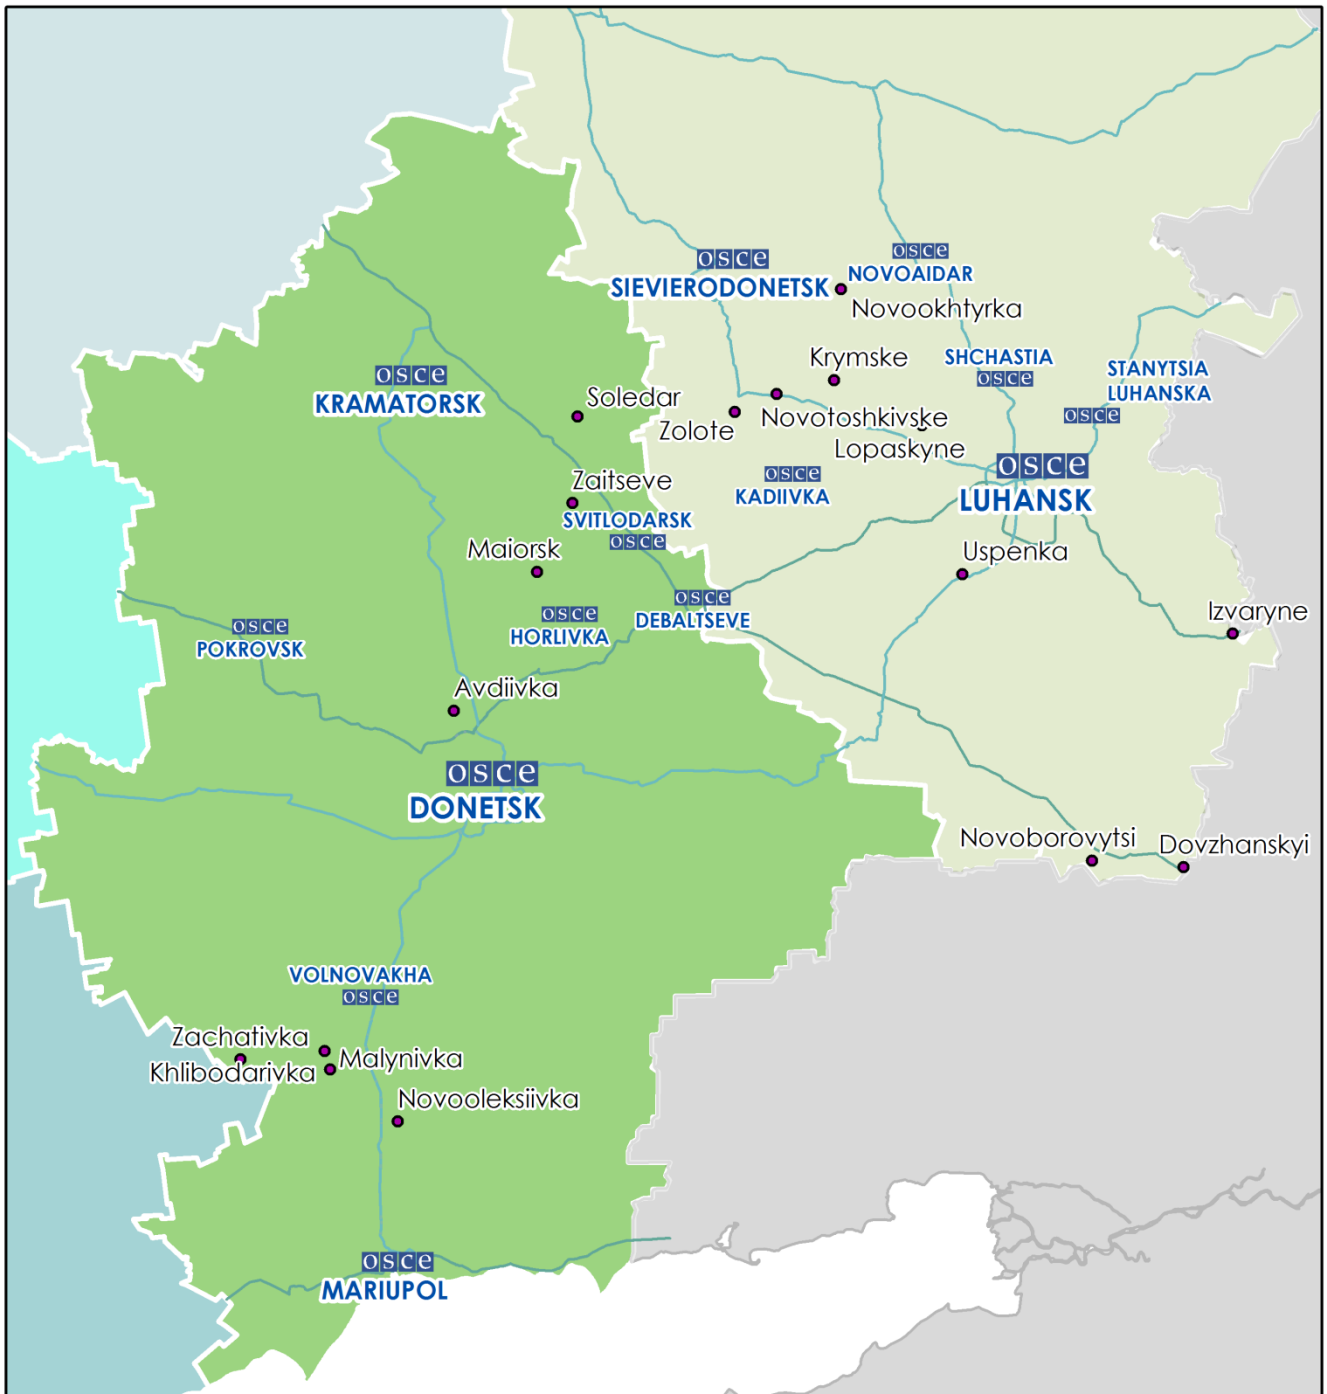 osce
NOVOAIDAR
osce
SIEVIERODONETSK
Novookhtyrka
Krymske
SHCHASTIA
osce
STANYTSIA
LUHANSKA
osce
osce
KRAMATORSK
Soledar
Zolote
Novotoshkivske
Lopaskyne
osce
LUHANSK
osce
KADIIVKA
Zaitseve
SVITLODARSK
osce
Maiorsk
Uspenka
osce
DEBALTSEVE
osce
HORLIVKA
Izvaryne
osce
POKROVSK
Avdiivka
osce
DONETSK
Novoborovytsi
Dovzhanskyi
VOLNOVAKHA
osce
Zachativka
Malynivka
Khlibodarivka
Novooleksiivka
osce
MARIUPOL